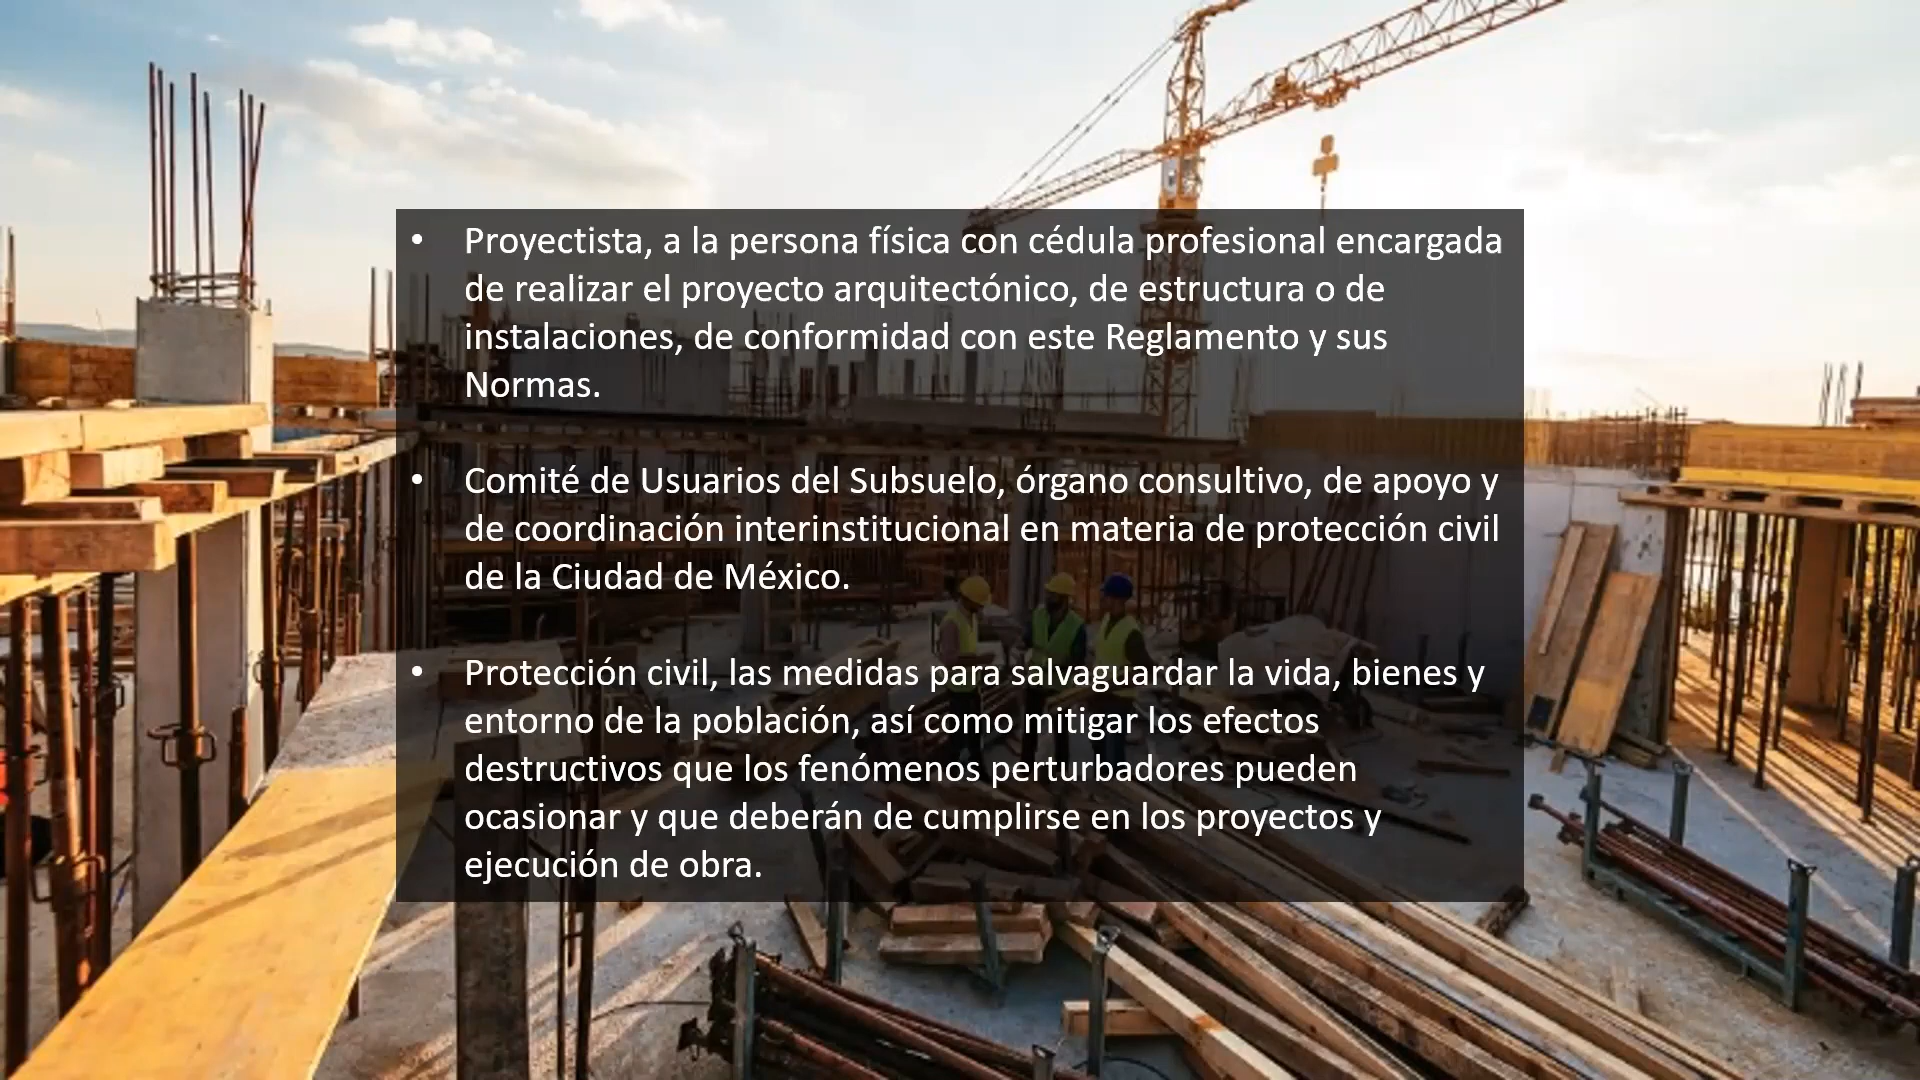 • Proyectista, a la persona física con cédula profesional encargada
de realizar el proyecto arquitectónico, de estructura o de
instalaciones, de conformidad con este Reglamento y sus
Normas.
• Comité de Usuarios del Subsuelo, órgano consultivo, de apoyo y
de coordinación interinstitucional en materia de protección civil
de la Ciudad de México.
• Protección civil, las medidas para salvaguardar la vida, bienes y
entorno de la población, así como mitigar los efectos
destructivos que los fenómenos perturbadores pueden
ocasionar y que deberán de cumplirse en los proyectos y
ejecución de obra.